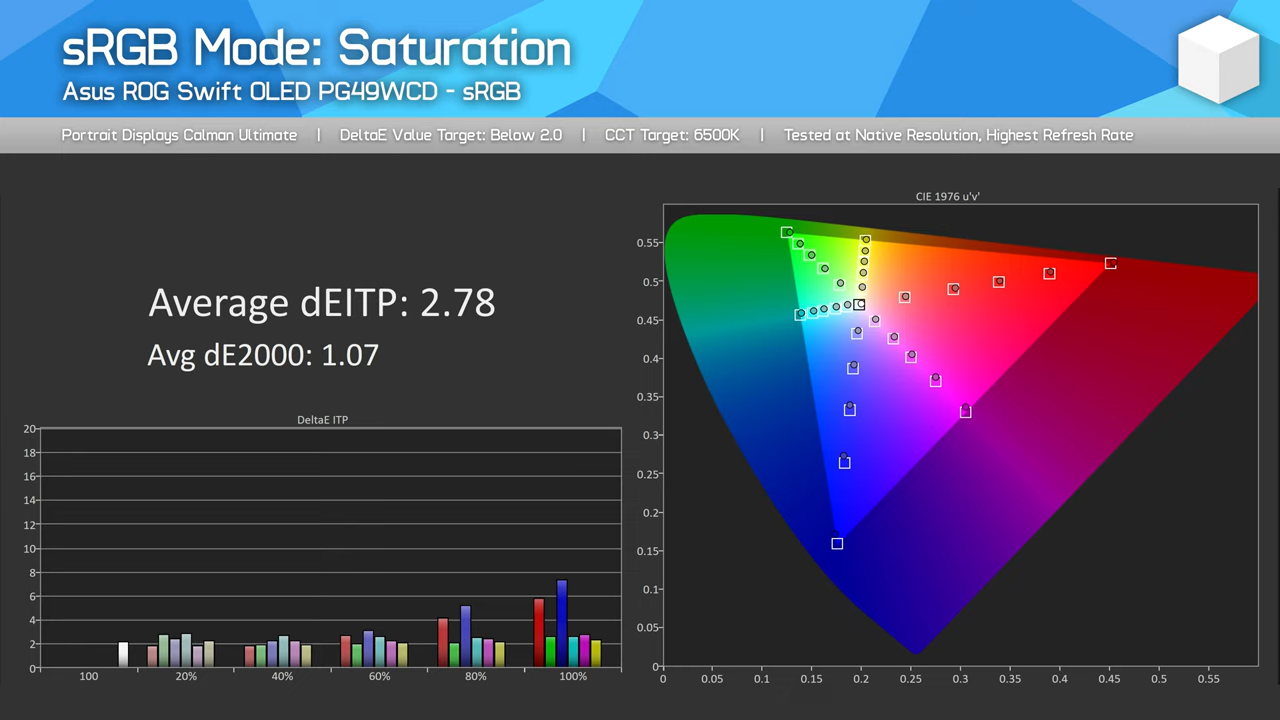 sRGB Mode: Saturation
Asus ROG Swift OLED PG49WCD - sRGB
Portrait Displays Calman Ultimate | DeltaE Value Target: Below 2.0 | CCT Target: 6500K | Tested at Native Resolution, Highest Refresh Rate
Average dEITP: 2.78
Avg dE2000: 1.07
DeltaE ITP
20
18
16
14
12
10
8
6
4
2
0
100 20% 40% 60% 80% 100%
CIE 1976 u'v'
0.55
0.5
0.45
0.4
0.35
0.3
0.25
0.2
0.15
0.1
0.05
0
0 0.05 0.1 0.15 0.2 0.25 0.3 0.35 0.4 0.45 0.5 0.55